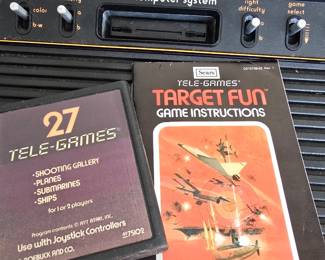 computer system
color
b-w
left
right
difficulty
a
b
game
select
Sears
TELE-GAMES
TARGET FUN
GAME INSTRUCTIONS
27
TELE-GAMES
•SHOOTING GALLERY
•PLANES
•SUBMARINES
•SHIPS
for 1 or 2 players
Program contents © 1977 ATARI, INC.
Use with Joystick Controllers
ROEBUCK AND CO.